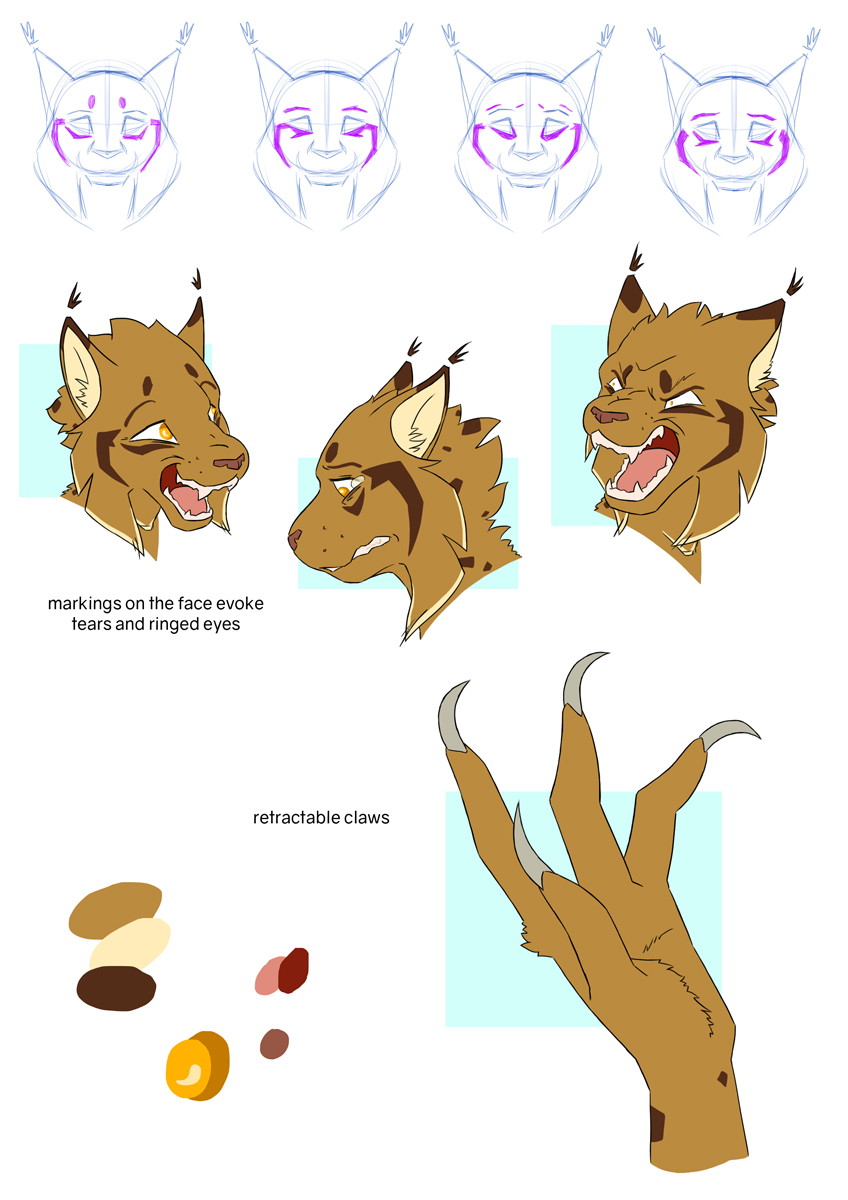 markings on the face evoke
tears and ringed eyes
retractable claws